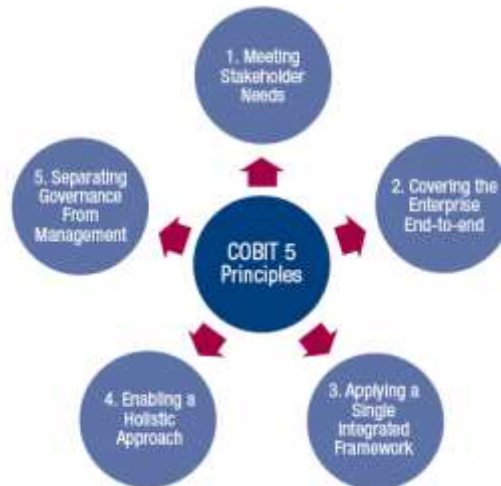 1. Meeting
Stakeholder
Needs
5. Separating
Governance
From
Management
2. Covering the
Enterprise
End-to-end
COBIT 5
Principles
4. Enabling a
Holistic
Approach
3. Applying a
Single
Integrated
Framework